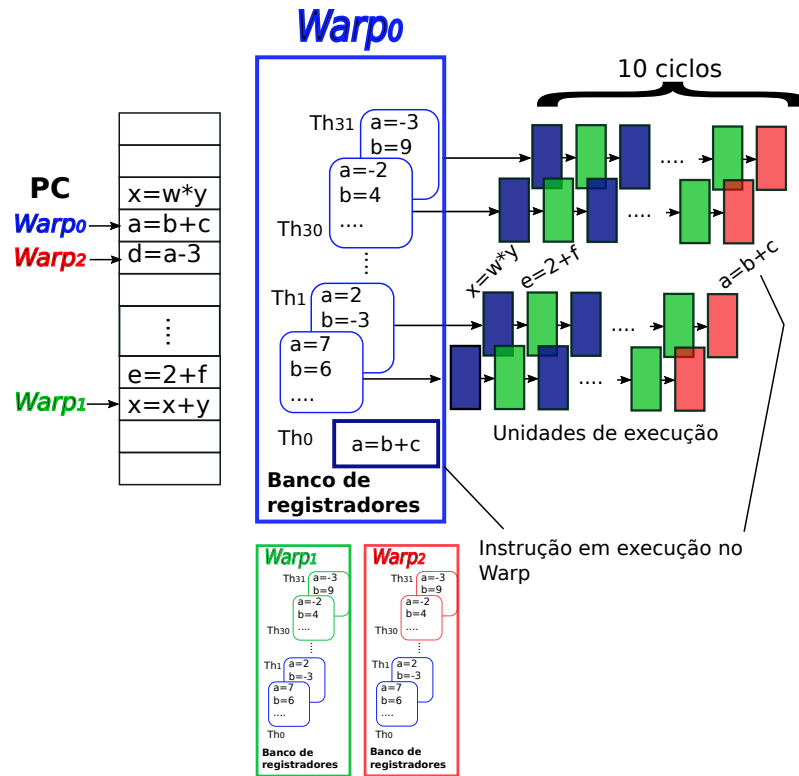 Warp0
10 ciclos
PC
x=w*y
Warp0
a=b+c
Warp2
d=a-3
e=2+f
Warp1
x=x+y
Th31
a=-3
b=9
a=-2
b=4
....
Th30
Th1
a=2
b=-3
a=7
b=6
....
Th0
a=b+c
Banco de
registradores
....
....
x=w*y
e=2+f
a=b+c
....
....
Unidades de execução
Instrução em execução no
Warp
Warp1
Th31
a=-3
b=9
a=-2
b=4
....
Th30
....
Th1
a=2
b=-3
a=7
b=6
....
Th0
Banco de
registradores
Warp2
Th31
a=-3
b=9
a=-2
b=4
....
Th30
....
Th1
a=2
b=-3
a=7
b=6
....
Th0
Banco de
registradores